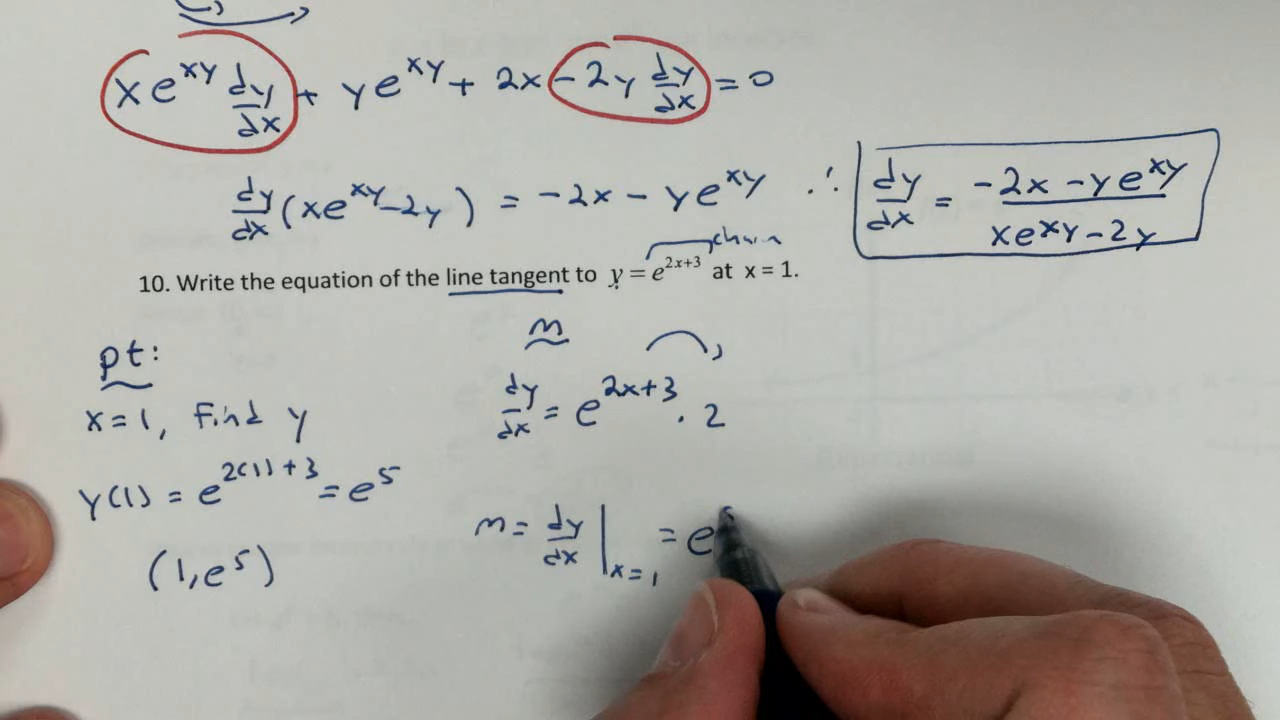 xe^xy dy/dx + ye^xy + 2x - 2y dy/dx = 0
dy/dx (xe^xy - 2y) = -2x - ye^xy ∴ dy/dx = (-2x - ye^xy)/(xe^xy - 2y)
chain
10. Write the equation of the line tangent to y = e^2x+3 at x = 1.
pt:
x = 1, Find y
y(1) = e^2(1)+3 = e^5
(1, e^5)
m
dy/dx = e^2x+3 · 2
m = dy/dx |x=1 = e